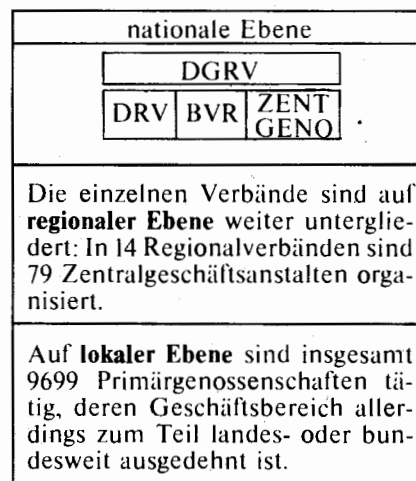 nationale Ebene
DGRV
DRV BVR ZENT
GENO
Die einzelnen Verbände sind auf
regionaler Ebene weiter unterglie-
dert: In 14 Regionalverbänden sind
79 Zentralgeschäftsanstalten orga-
nisiert.
Auf lokaler Ebene sind insgesamt
9699 Primärgenossenschaften tä-
tig, deren Geschäftsbereich aller-
dings zum Teil landes- oder bun-
desweit ausgedehnt ist.